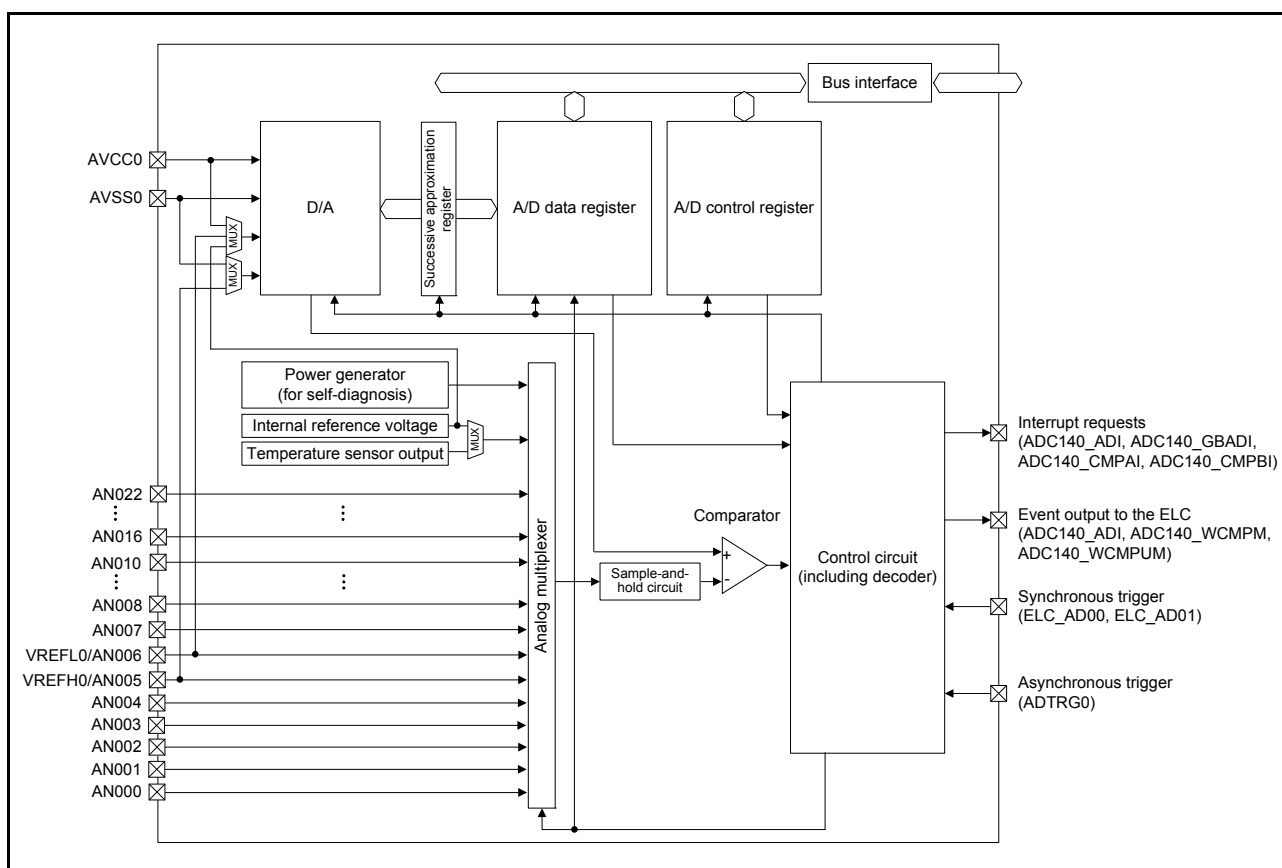 Bus interface
AVCC0
AVSS0
D/A
Successive approximation
register
A/D data register
A/D control register
MUX
MUX
Power generator
(for self-diagnosis)
Internal reference voltage
Temperature sensor output
MUX
Analog multiplexer
AN022
AN016
AN010
AN008
AN007
VREFL0/AN006
VREFH0/AN005
AN004
AN003
AN002
AN001
AN000
Comparator
+
-
Sample-and-
hold circuit
Control circuit
(including decoder)
Interrupt requests
(ADC140_ADI, ADC140_GBADI,
ADC140_CMPAI, ADC140_CMPBI)
Event output to the ELC
(ADC140_ADI, ADC140_WCMPM,
ADC140_WCMPUM)
Synchronous trigger
(ELC_AD00, ELC_AD01)
Asynchronous trigger
(ADTRG0)